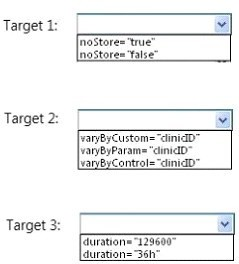 Target 1:
noStore="true"
noStore="false"
Target 2:
varyByCustom="clinicID"
varyByParam="clinicID"
varyByControl="clinicID"
Target 3:
duration="129600"
duration="36h"